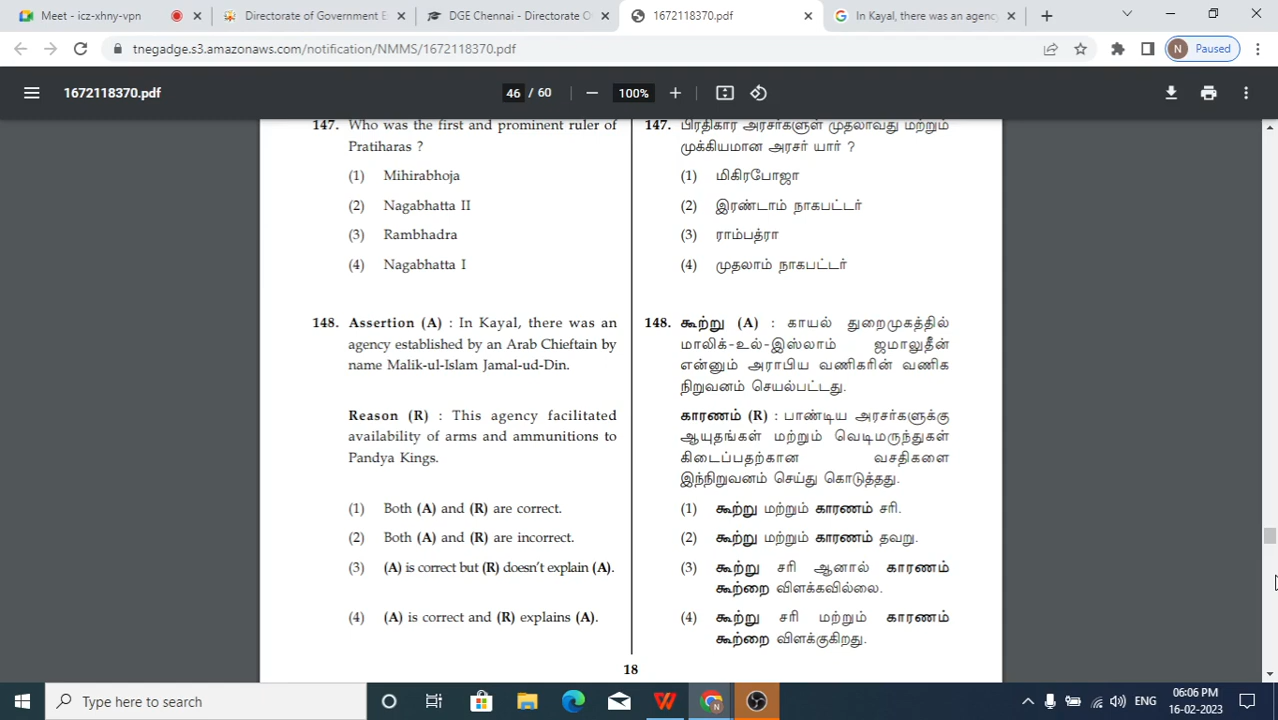 Meet - icz-xhny-vpn
Directorate of Government E
DGE Chennai - Directorate O
1672118370.pdf
In Kayal, there was an agency
tnegadge.s3.amazonaws.com/notification/NMMS/1672118370.pdf
N Paused
1672118370.pdf
46 / 60
100%
147. Who was the first and prominent ruler of
Pratiharas ?
(1) Mihirabhoja
(2) Nagabhatta II
(3) Rambhadra
(4) Nagabhatta I
148. Assertion (A) : In Kayal, there was an
agency established by an Arab Chieftain by
name Malik-ul-Islam Jamal-ud-Din.
Reason (R) : This agency facilitated
availability of arms and ammunitions to
Pandya Kings.
(1) Both (A) and (R) are correct.
(2) Both (A) and (R) are incorrect.
(3) (A) is correct but (R) doesn't explain (A).
(4) (A) is correct and (R) explains (A).
147. பிரதிகார அரசர்களுள் முதலாவது மற்றும்
முக்கியமான அரசர் யார் ?
(1) மிகிரபோஜா
(2) இரண்டாம் நாகபட்டர்
(3) ராம்பத்ரா
(4) முதலாம் நாகபட்டர்
148. கூற்று (A) : காயல் துறைமுகத்தில்
மாலிக்-உல்-இஸ்லாம் ஜமாலுதீன்
என்னும் அராபிய வணிகரின் வணிக
நிறுவனம் செயல்பட்டது.
காரணம் (R) : பாண்டிய அரசர்களுக்கு
ஆயுதங்கள் மற்றும் வெடிமருந்துகள்
கிடைப்பதற்கான வசதிகளை
இந்நிறுவனம் செய்து கொடுத்தது.
(1) கூற்று மற்றும் காரணம் சரி.
(2) கூற்று மற்றும் காரணம் தவறு.
(3) கூற்று சரி ஆனால் காரணம்
கூற்றை விளக்கவில்லை.
(4) கூற்று சரி மற்றும் காரணம்
கூற்றை விளக்குகிறது.
18
Type here to search
N
ENG
06:06 PM
16-02-2023